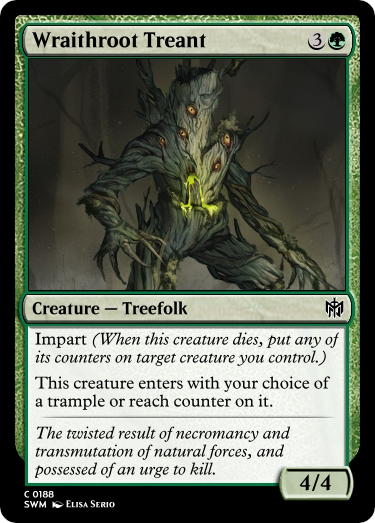 Wraithroot Treant 3
Creature — Treefolk
Impart (When this creature dies, put any of
its counters on target creature you control.)
This creature enters with your choice of
a trample or reach counter on it.
The twisted result of necromancy and
transmutation of natural forces, and
possessed of an urge to kill.
4/4
C 0188
SWM Elisa Serio